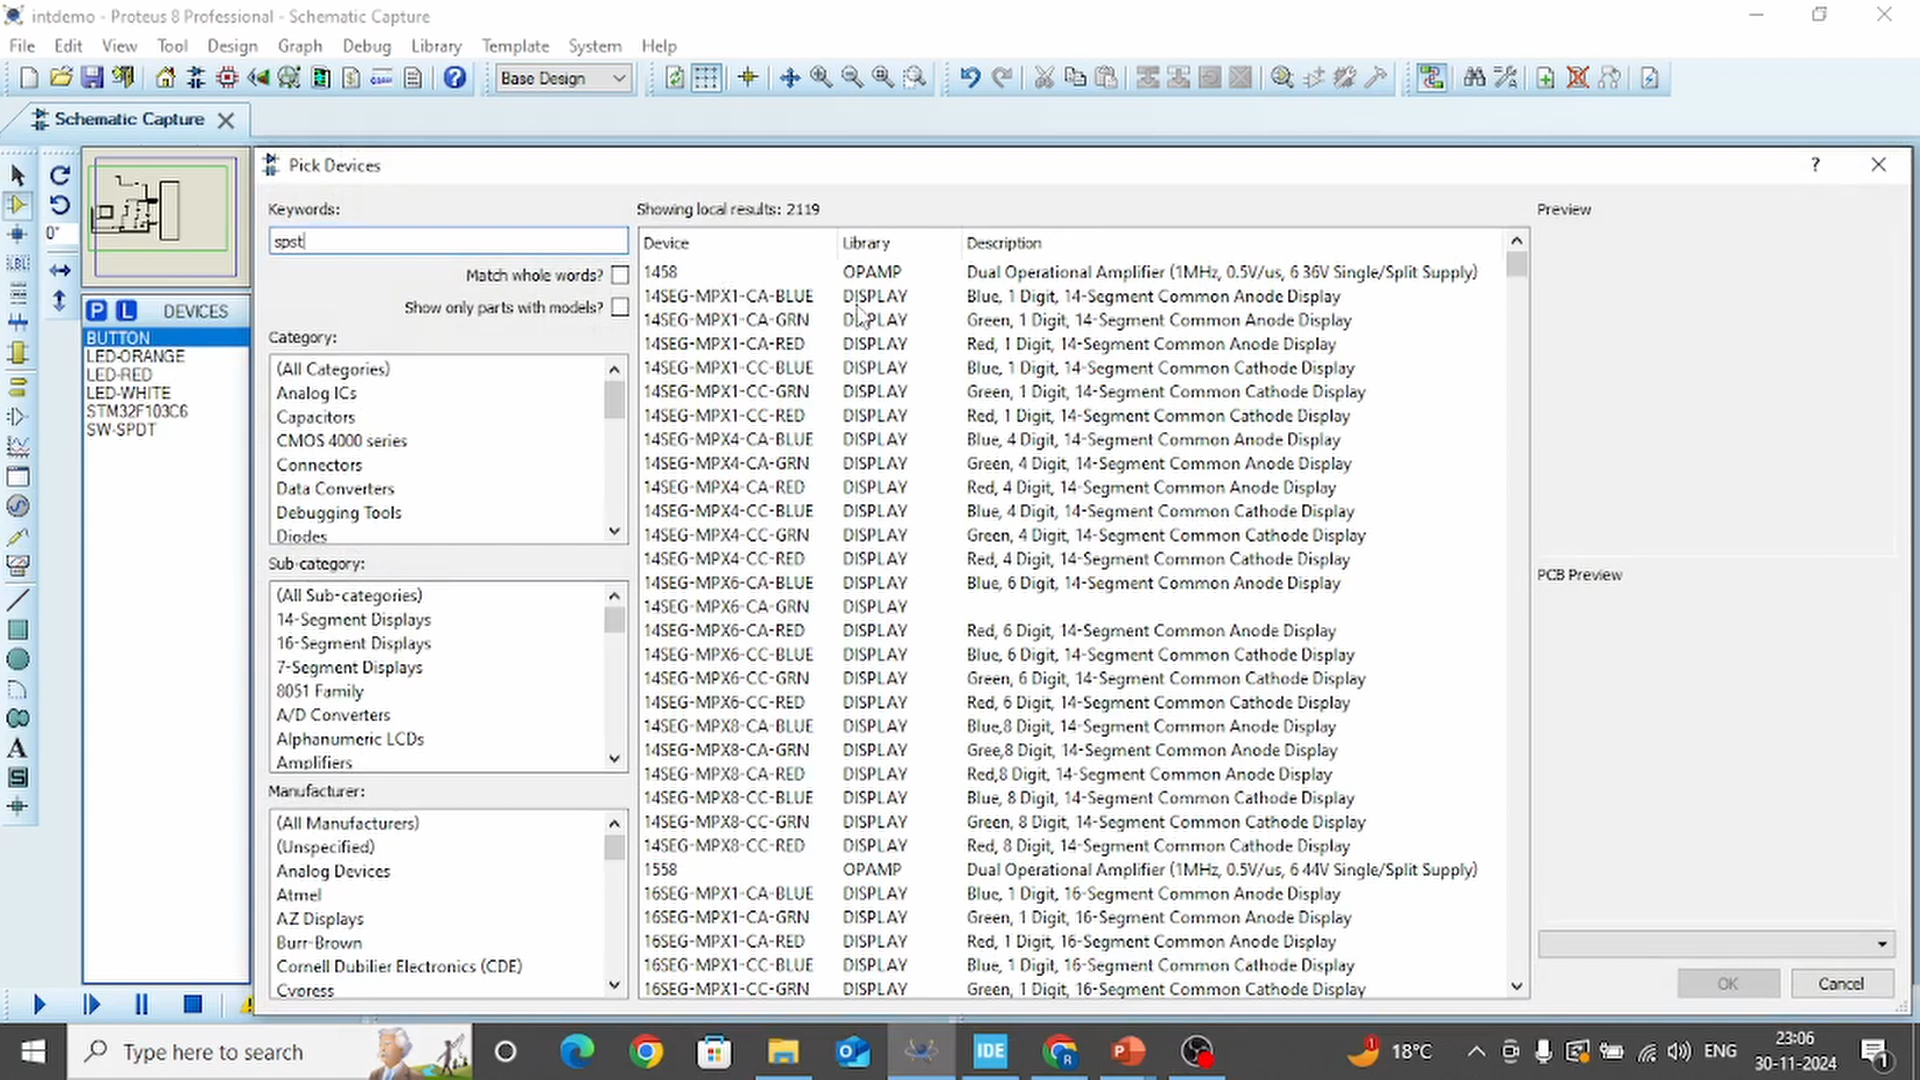 intdemo - Proteus 8 Professional - Schematic Capture
File Edit View Tool Design Graph Debug Library Template System Help
Base Design
Schematic Capture
Pick Devices
?
Keywords:
spst
Match whole words?
Show only parts with models?
Category:
(All Categories)
Analog ICs
Capacitors
CMOS 4000 series
Connectors
Data Converters
Debugging Tools
Diodes
Sub-category:
(All Sub-categories)
14-Segment Displays
16-Segment Displays
7-Segment Displays
8051 Family
A/D Converters
Alphanumeric LCDs
Amplifiers
Manufacturer:
(All Manufacturers)
(Unspecified)
Analog Devices
Atmel
AZ Displays
Burr-Brown
Cornell Dubilier Electronics (CDE)
Cypress
0°
LBL
P L DEVICES
BUTTON
LED-ORANGE
LED-RED
LED-WHITE
STM32F103C6
SW-SPDT
A
S
Showing local results: 2119
Device Library Description
1458 OPAMP Dual Operational Amplifier (1MHz, 0.5V/us, 6 36V Single/Split Supply)
14SEG-MPX1-CA-BLUE DISPLAY Blue, 1 Digit, 14-Segment Common Anode Display
14SEG-MPX1-CA-GRN DISPLAY Green, 1 Digit, 14-Segment Common Anode Display
14SEG-MPX1-CA-RED DISPLAY Red, 1 Digit, 14-Segment Common Anode Display
14SEG-MPX1-CC-BLUE DISPLAY Blue, 1 Digit, 14-Segment Common Cathode Display
14SEG-MPX1-CC-GRN DISPLAY Green, 1 Digit, 14-Segment Common Cathode Display
14SEG-MPX1-CC-RED DISPLAY Red, 1 Digit, 14-Segment Common Cathode Display
14SEG-MPX4-CA-BLUE DISPLAY Blue, 4 Digit, 14-Segment Common Anode Display
14SEG-MPX4-CA-GRN DISPLAY Green, 4 Digit, 14-Segment Common Anode Display
14SEG-MPX4-CA-RED DISPLAY Red, 4 Digit, 14-Segment Common Anode Display
14SEG-MPX4-CC-BLUE DISPLAY Blue, 4 Digit, 14-Segment Common Cathode Display
14SEG-MPX4-CC-GRN DISPLAY Green, 4 Digit, 14-Segment Common Cathode Display
14SEG-MPX4-CC-RED DISPLAY Red, 4 Digit, 14-Segment Common Cathode Display
14SEG-MPX6-CA-BLUE DISPLAY Blue, 6 Digit, 14-Segment Common Anode Display
14SEG-MPX6-CA-GRN DISPLAY
14SEG-MPX6-CA-RED DISPLAY Red, 6 Digit, 14-Segment Common Anode Display
14SEG-MPX6-CC-BLUE DISPLAY Blue, 6 Digit, 14-Segment Common Cathode Display
14SEG-MPX6-CC-GRN DISPLAY Green, 6 Digit, 14-Segment Common Cathode Display
14SEG-MPX6-CC-RED DISPLAY Red, 6 Digit, 14-Segment Common Cathode Display
14SEG-MPX8-CA-BLUE DISPLAY Blue,8 Digit, 14-Segment Common Anode Display
14SEG-MPX8-CA-GRN DISPLAY Gree,8 Digit, 14-Segment Common Anode Display
14SEG-MPX8-CA-RED DISPLAY Red,8 Digit, 14-Segment Common Anode Display
14SEG-MPX8-CC-BLUE DISPLAY Blue, 8 Digit, 14-Segment Common Cathode Display
14SEG-MPX8-CC-GRN DISPLAY Green, 8 Digit, 14-Segment Common Cathode Display
14SEG-MPX8-CC-RED DISPLAY Red, 8 Digit, 14-Segment Common Cathode Display
1558 OPAMP Dual Operational Amplifier (1MHz, 0.5V/us, 6 44V Single/Split Supply)
16SEG-MPX1-CA-BLUE DISPLAY Blue, 1 Digit, 16-Segment Common Anode Display
16SEG-MPX1-CA-GRN DISPLAY Green, 1 Digit, 16-Segment Common Anode Display
16SEG-MPX1-CA-RED DISPLAY Red, 1 Digit, 16-Segment Common Anode Display
16SEG-MPX1-CC-BLUE DISPLAY Blue, 1 Digit, 16-Segment Common Cathode Display
16SEG-MPX1-CC-GRN DISPLAY Green, 1 Digit, 16-Segment Common Cathode Display
Preview
PCB Preview
OK Cancel
Type here to search
IDE
18°C
ENG
23:06
30-11-2024
1